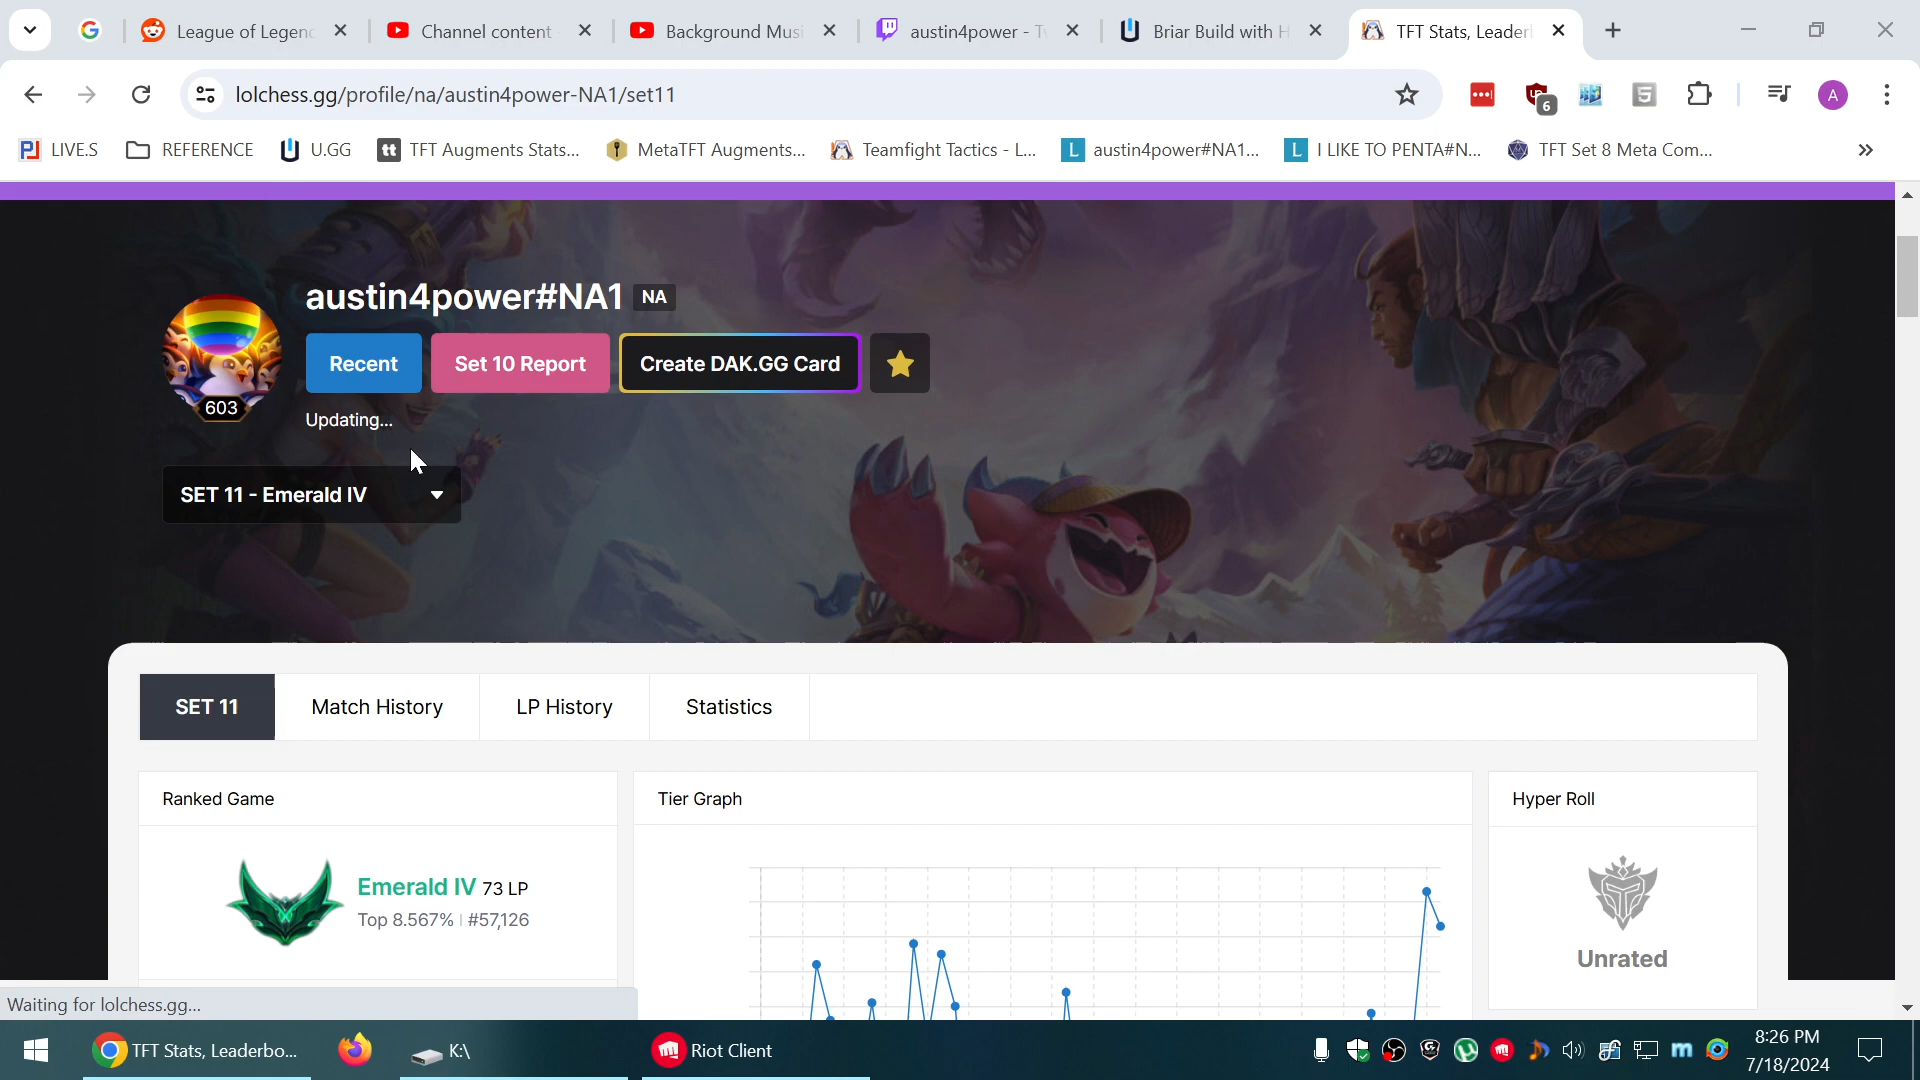 League of Legen
Channel content
Background Musi
austin4power - T
Briar Build with H
TFT Stats, Leader
lolchess.gg/profile/na/austin4power-NA1/set11
6
A
LIVE.S
REFERENCE
U.GG
TFT Augments Stats...
MetaTFT Augments...
Teamfight Tactics - L...
austin4power#NA1...
I LIKE TO PENTA#N...
TFT Set 8 Meta Com...
austin4power#NA1 NA
603
Recent
Set 10 Report
Create DAK.GG Card
Updating...
SET 11 - Emerald IV
SET 11
Match History
LP History
Statistics
Ranked Game
Tier Graph
Hyper Roll
Emerald IV 73 LP
Top 8.567% | #57,126
Unrated
Waiting for lolchess.gg...
TFT Stats, Leaderbo...
K:\
Riot Client
8:26 PM
7/18/2024